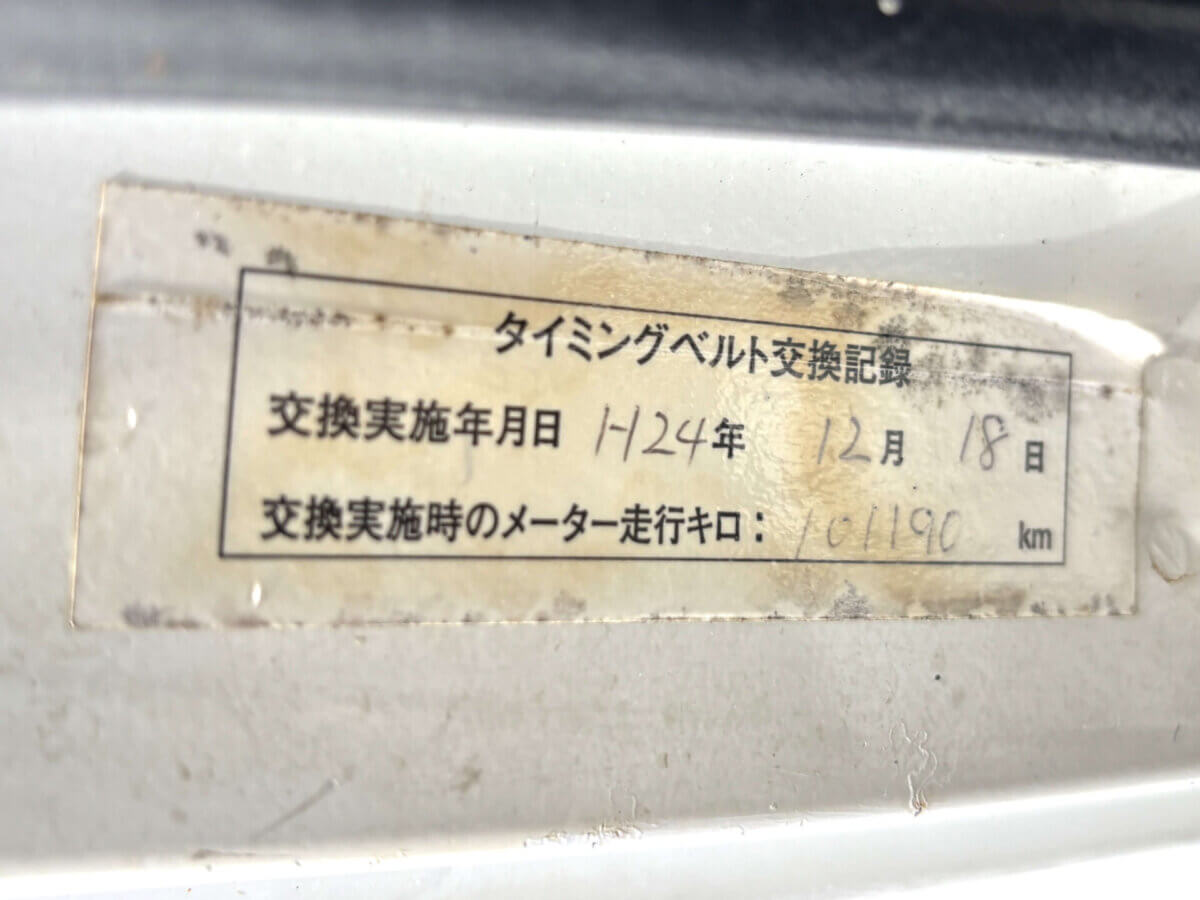 タイミングベルト交換記録
交換実施年月日 H24年 12月 18日
交換実施時のメーター走行キロ: 101190 km